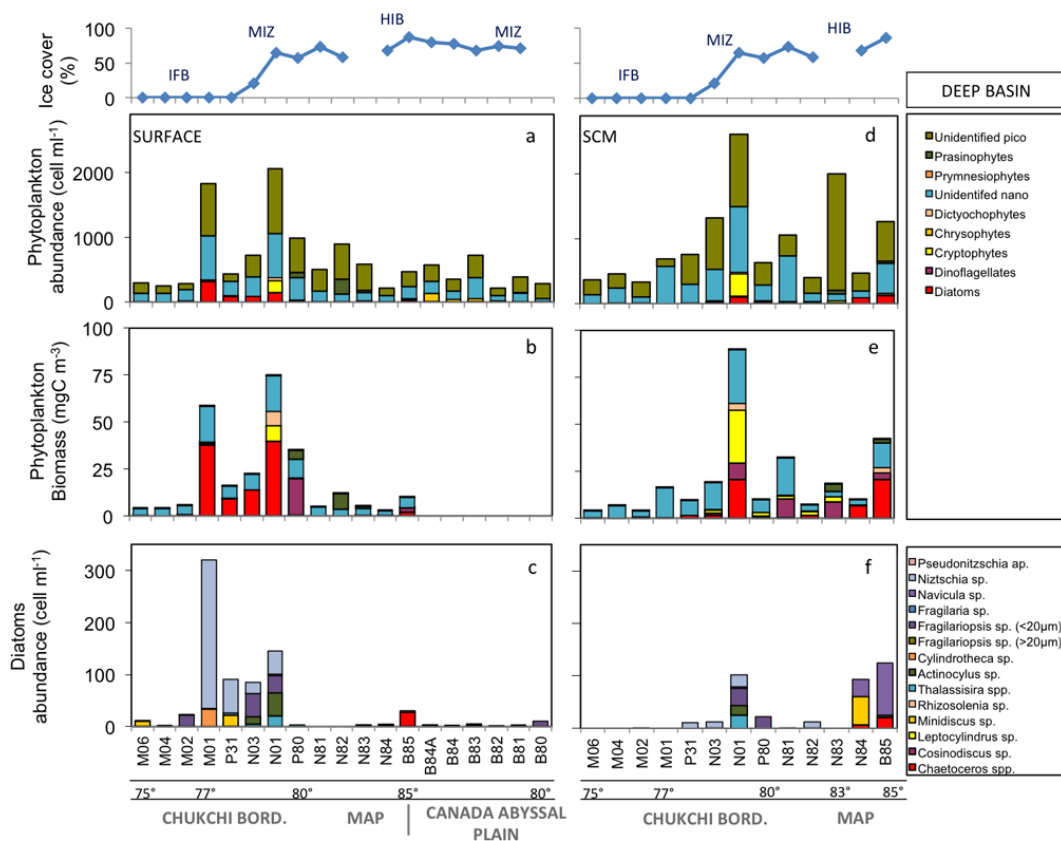 Ice cover (%)
100
50
0
IFB
MIZ
HIB
MIZ
IFB
MIZ
HIB
100
50
0
DEEP BASIN
Phytoplankton abundance (cell ml-1)
2000
1000
0
SURFACE
a
SCM
d
Unidentified pico
Prasinophytes
Prymnesiophytes
Unidentifed nano
Dictyochophytes
Chrysophytes
Cryptophytes
Dinoflagellates
Diatoms
Phytoplankton Biomass (mgC m-3)
100
75
50
25
0
b
e
Diatoms abundance (cell ml-1)
300
200
100
0
c
f
Pseudonitzschia ap.
Niztschia sp.
Navicula sp.
Fragilaria sp.
Fragilariopsis sp. (<20µm)
Fragilariopsis sp. (>20µm)
Cylindrotheca sp.
Actinocylus sp.
Thalassisira spp.
Rhizosolenia sp.
Minidiscus sp.
Leptocylindrus sp.
Cosinodiscus sp.
Chaetoceros spp.
M06 M04 M02 M01 P31 N03 N01 P80 N81 N82 N83 N84 B85 B84A B84 B83 B82 B81 B80
M06 M04 M02 M01 P31 N03 N01 P80 N81 N82 N83 N84 B85
75° 77° 80° 85° 80°
75° 77° 80° 83° 85°
CHUKCHI BORD. MAP CANADA ABYSSAL PLAIN
CHUKCHI BORD. MAP